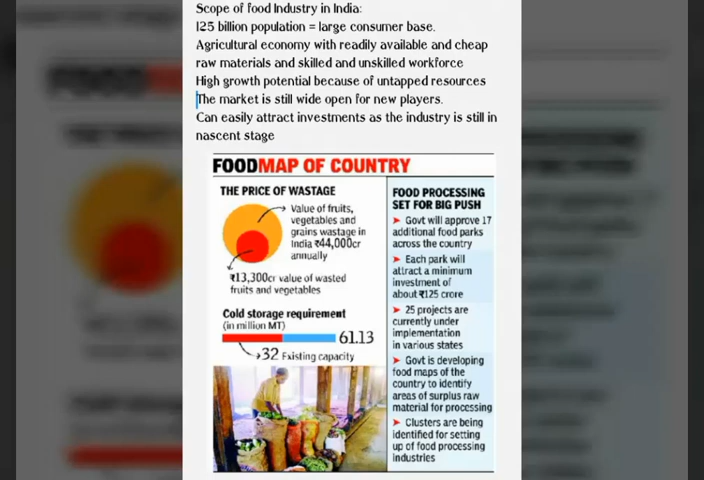 Scope of food Industry in India:
125 billion population = large consumer base.
Agricultural economy with readily available and cheap
raw materials and skilled and unskilled workforce
High growth potential because of untapped resources
The market is still wide open for new players.
Can easily attract investments as the industry is still in
nascent stage
FOODMAP OF COUNTRY
THE PRICE OF WASTAGE
Value of fruits,
vegetables and
grains wastage in
India ₹44,000cr
annually
₹13,300cr value of wasted
fruits and vegetables
Cold storage requirement
(in million MT)
61.13
32 Existing capacity
FOOD PROCESSING
SET FOR BIG PUSH
Govt will approve 17
additional food parks
across the country
Each park will
attract a minimum
investment of
about ₹125 crore
25 projects are
currently under
implementation
in various states
Govt is developing
food maps of the
country to identify
areas of surplus raw
material for processing
Clusters are being
identified for setting
up of food processing
industries